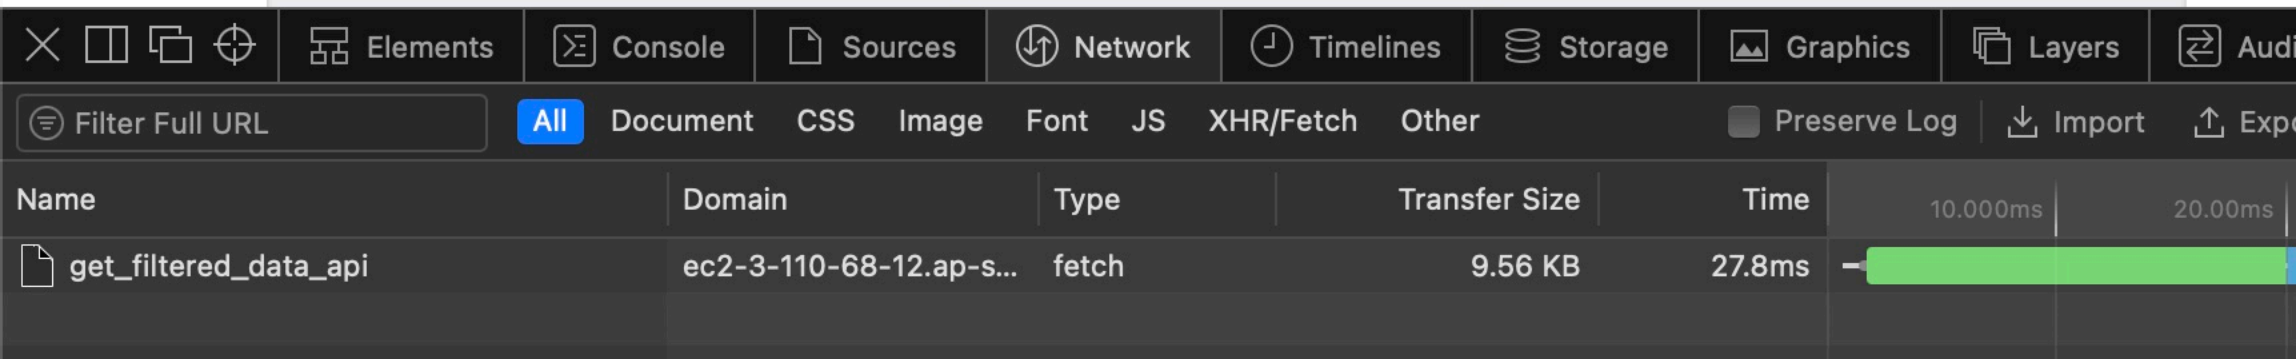 Elements Console Sources Network Timelines Storage Graphics Layers Audi
Filter Full URL All Document CSS Image Font JS XHR/Fetch Other Preserve Log Import Expo
Name Domain Type Transfer Size Time 10.000ms 20.00ms
get_filtered_data_api ec2-3-110-68-12.ap-s... fetch 9.56 KB 27.8ms